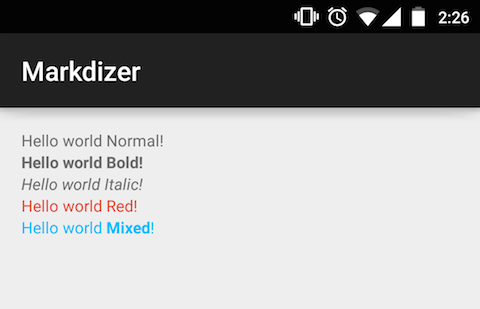 2:26
Markdizer
Hello world Normal!
Hello world Bold!
Hello world Italic!
Hello world Red!
Hello world Mixed!